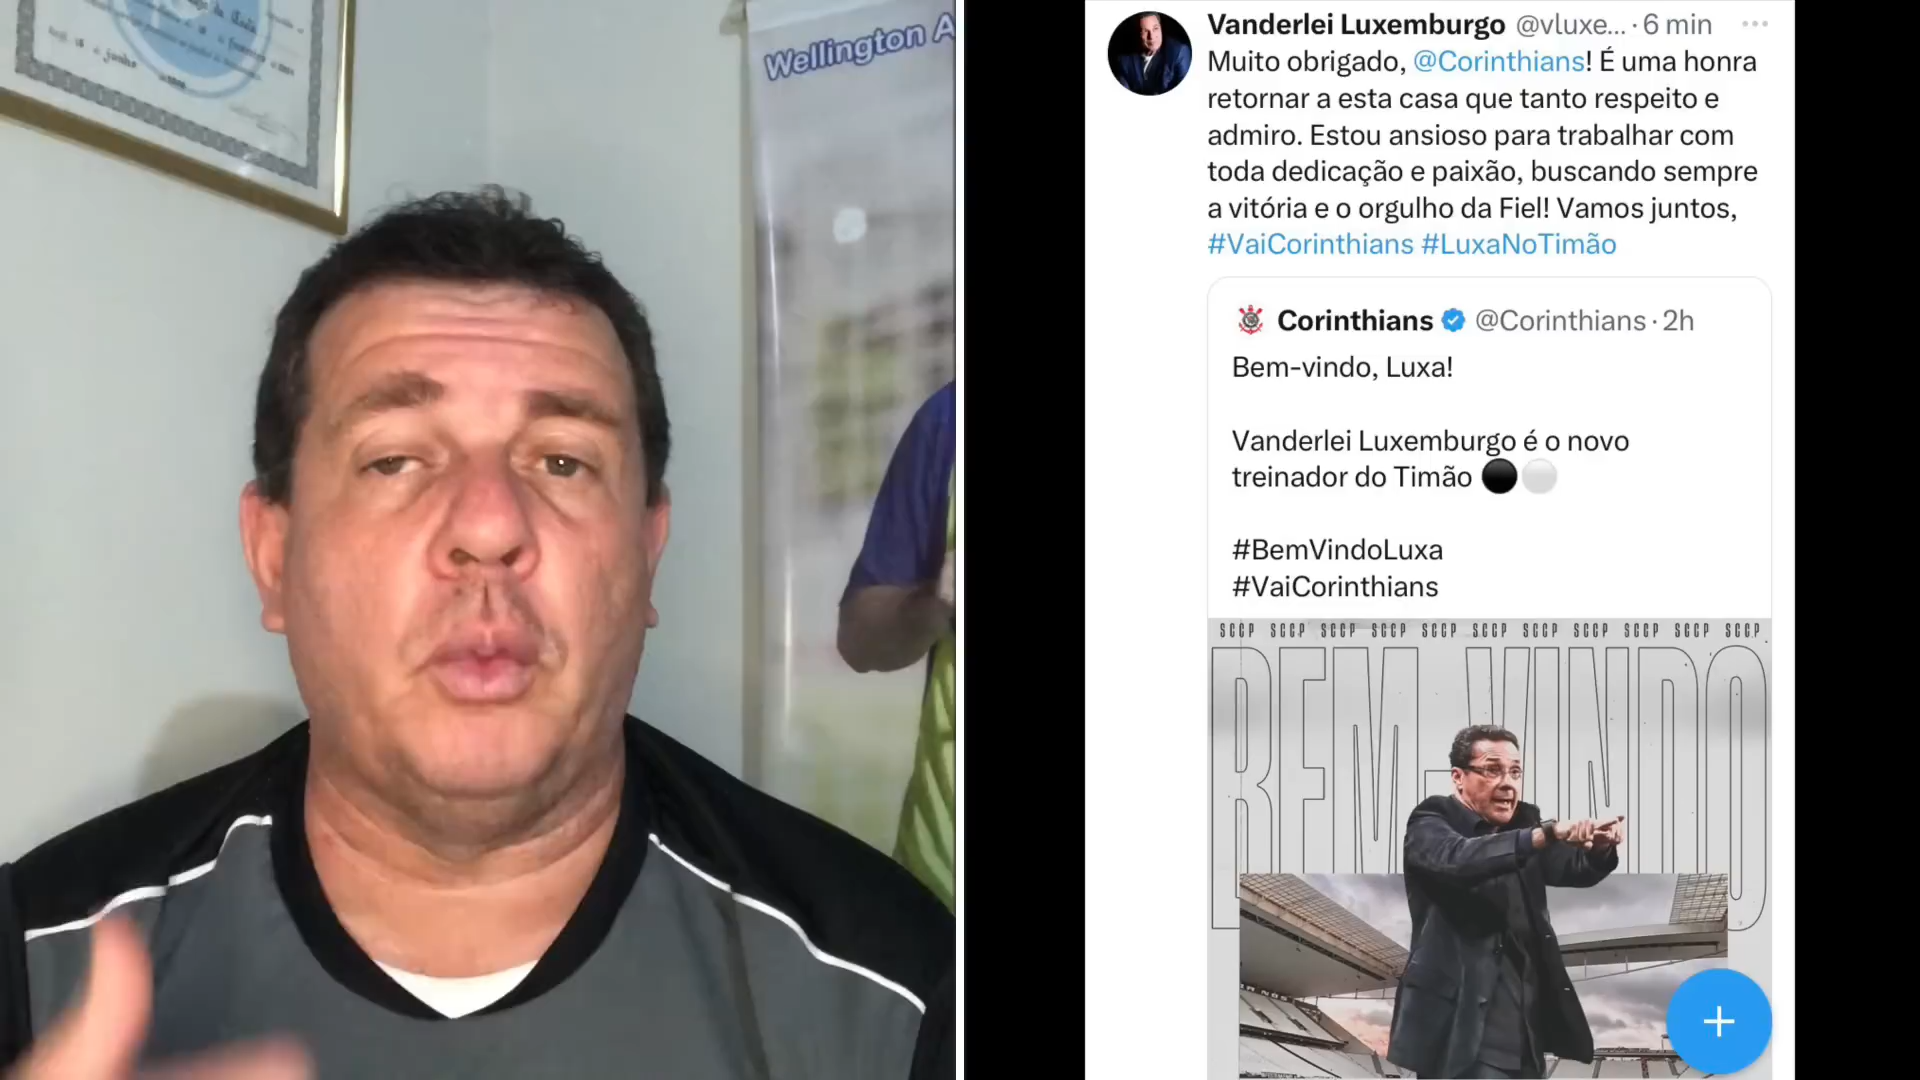 Wellington A
junho
Vanderlei Luxemburgo @vluxe... · 6 min
Muito obrigado, @Corinthians! É uma honra
retornar a esta casa que tanto respeito e
admiro. Estou ansioso para trabalhar com
toda dedicação e paixão, buscando sempre
a vitória e o orgulho da Fiel! Vamos juntos,
#VaiCorinthians #LuxaNoTimão
Corinthians @Corinthians · 2h
Bem-vindo, Luxa!
Vanderlei Luxemburgo é o novo
treinador do Timão
#BemVindoLuxa
#VaiCorinthians
SCCP SCCP SCCP SCCP SCCP SCCP SCCP SCCP SCCP SCCP SCCP
BEM-VINDO